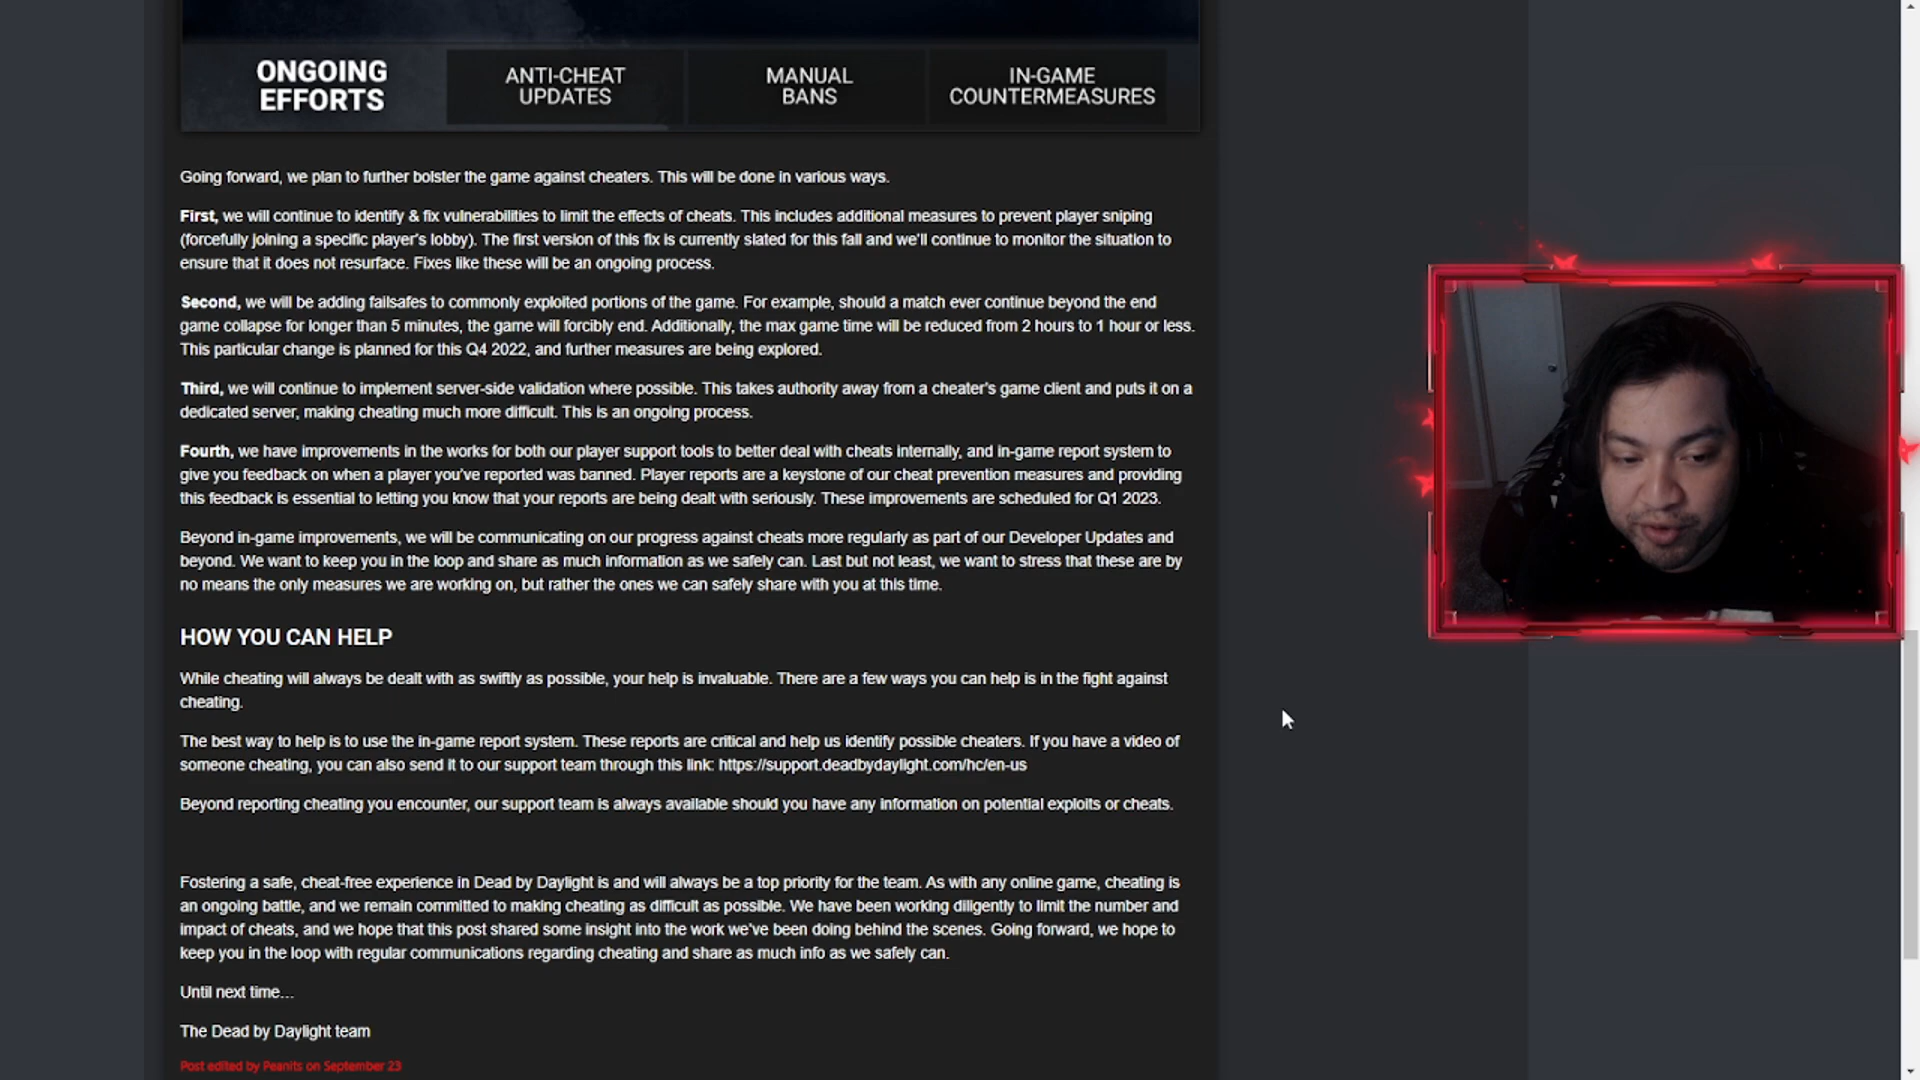 ONGOING
EFFORTS
ANTI-CHEAT
UPDATES
MANUAL
BANS
IN-GAME
COUNTERMEASURES
Going forward, we plan to further bolster the game against cheaters. This will be done in various ways.
First, we will continue to identify & fix vulnerabilities to limit the effects of cheats. This includes additional measures to prevent player sniping
(forcefully joining a specific player's lobby). The first version of this fix is currently slated for this fall and we'll continue to monitor the situation to
ensure that it does not resurface. Fixes like these will be an ongoing process.
Second, we will be adding failsafes to commonly exploited portions of the game. For example, should a match ever continue beyond the end
game collapse for longer than 5 minutes, the game will forcibly end. Additionally, the max game time will be reduced from 2 hours to 1 hour or less.
This particular change is planned for this Q4 2022, and further measures are being explored.
Third, we will continue to implement server-side validation where possible. This takes authority away from a cheater's game client and puts it on a
dedicated server, making cheating much more difficult. This is an ongoing process.
Fourth, we have improvements in the works for both our player support tools to better deal with cheats internally, and in-game report system to
give you feedback on when a player you've reported was banned. Player reports are a keystone of our cheat prevention measures and providing
this feedback is essential to letting you know that your reports are being dealt with seriously. These improvements are scheduled for Q1 2023.
Beyond in-game improvements, we will be communicating on our progress against cheats more regularly as part of our Developer Updates and
beyond. We want to keep you in the loop and share as much information as we safely can. Last but not least, we want to stress that these are by
no means the only measures we are working on, but rather the ones we can safely share with you at this time.
HOW YOU CAN HELP
While cheating will always be dealt with as swiftly as possible, your help is invaluable. There are a few ways you can help is in the fight against
cheating.
The best way to help is to use the in-game report system. These reports are critical and help us identify possible cheaters. If you have a video of
someone cheating, you can also send it to our support team through this link: https://support.deadbydaylight.com/hc/en-us
Beyond reporting cheating you encounter, our support team is always available should you have any information on potential exploits or cheats.
Fostering a safe, cheat-free experience in Dead by Daylight is and will always be a top priority for the team. As with any online game, cheating is
an ongoing battle, and we remain committed to making cheating as difficult as possible. We have been working diligently to limit the number and
impact of cheats, and we hope that this post shared some insight into the work we've been doing behind the scenes. Going forward, we hope to
keep you in the loop with regular communications regarding cheating and share as much info as we safely can.
Until next time...
The Dead by Daylight team
Post edited by Peanits on September 23